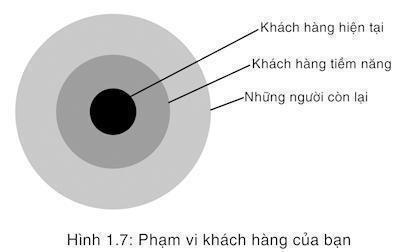 Khách hàng hiện tại
Khách hàng tiềm năng
Những người còn lại
Hình 1.7: Phạm vi khách hàng của bạn